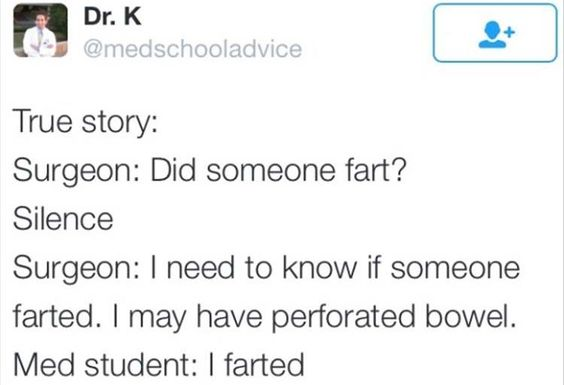 Dr. K
@medschooladvice
True story:
Surgeon: Did someone fart?
Silence
Surgeon: I need to know if someone
farted. I may have perforated bowel.
Med student: I farted